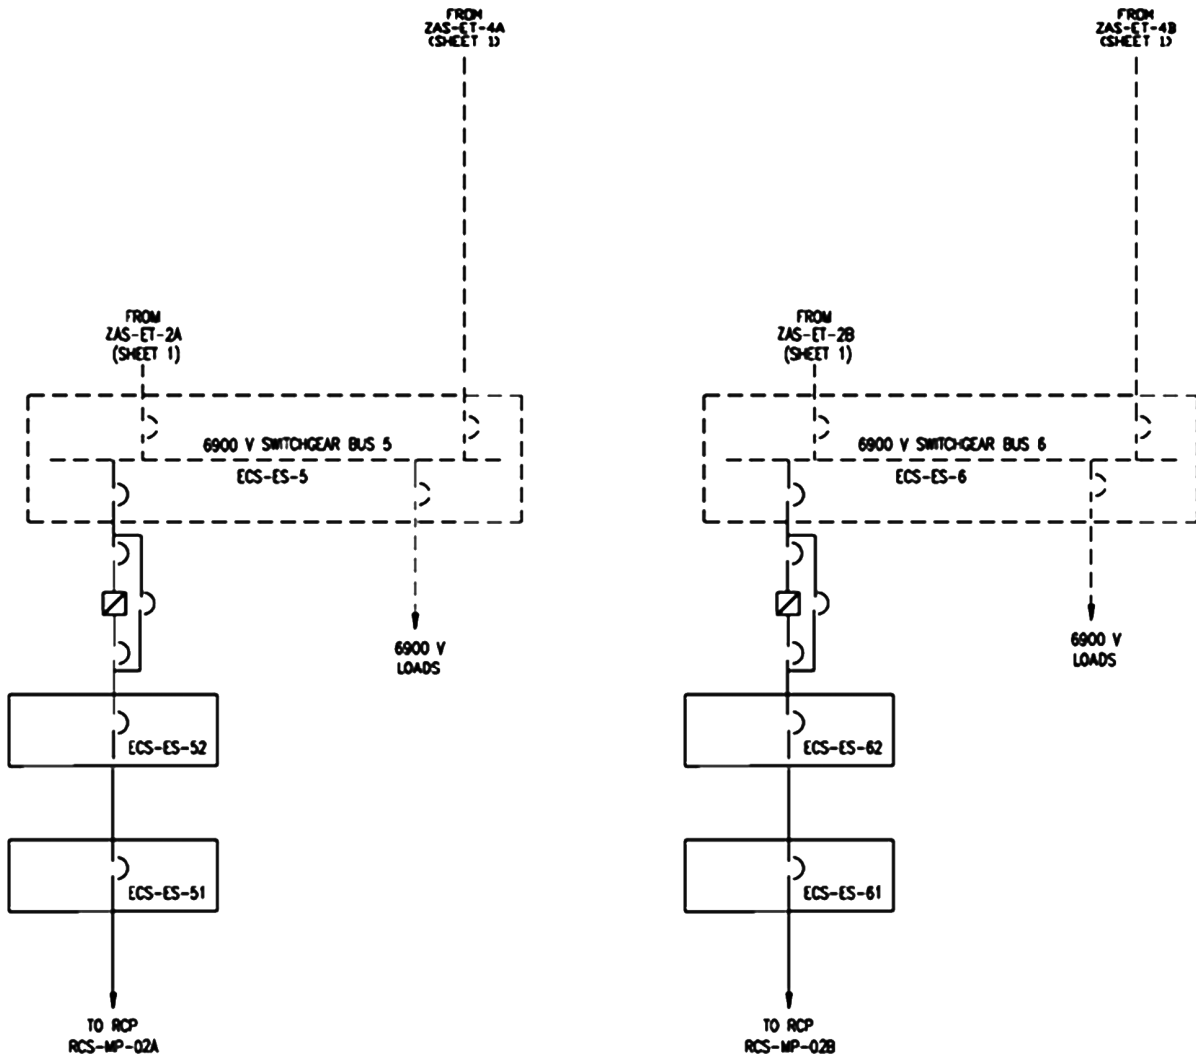 FROM
ZAS-ET-4A
(SHEET 1)
FROM
ZAS-ET-4B
(SHEET 1)
FROM
ZAS-ET-2A
(SHEET 1)
FROM
ZAS-ET-2B
(SHEET 1)
6900 V SWITCHGEAR BUS 5
ECS-ES-5
6900 V SWITCHGEAR BUS 6
ECS-ES-6
6900 V
LOADS
6900 V
LOADS
ECS-ES-52
ECS-ES-62
ECS-ES-51
ECS-ES-61
TO RCP
RCS-MP-02A
TO RCP
RCS-MP-02B